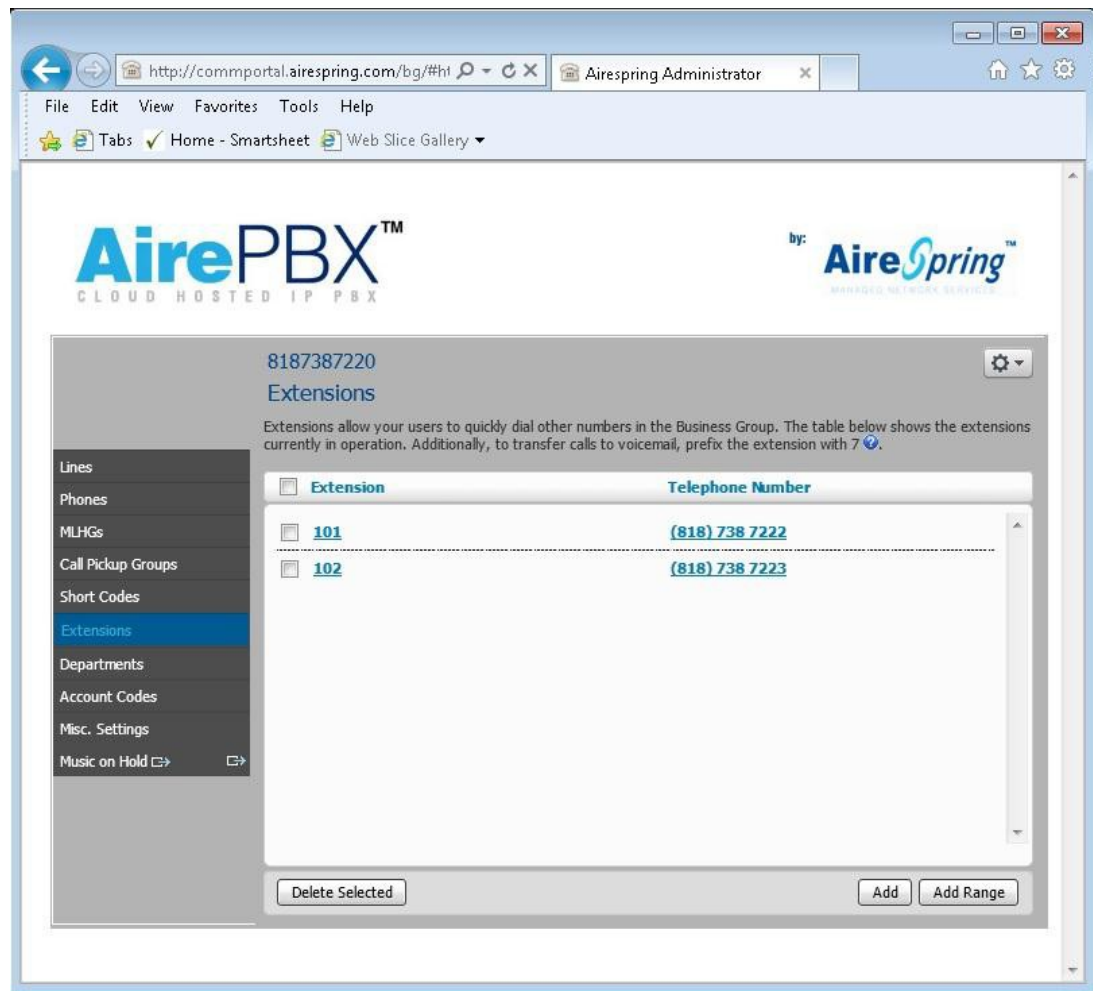 http://commportal.airespring.com/bg/#ht
Airespring Administrator
File Edit View Favorites Tools Help
Tabs Home - Smartsheet Web Slice Gallery
AirePBX™
CLOUD HOSTED IP PBX
by:
AireSpring™
MANAGED NETWORK SERVICES
8187387220
Extensions
Extensions allow your users to quickly dial other numbers in the Business Group. The table below shows the extensions
currently in operation. Additionally, to transfer calls to voicemail, prefix the extension with 7
Lines
Phones
MLHGs
Call Pickup Groups
Short Codes
Extensions
Departments
Account Codes
Misc. Settings
Music on Hold
Extension Telephone Number
101 (818) 738 7222
102 (818) 738 7223
Delete Selected Add Add Range